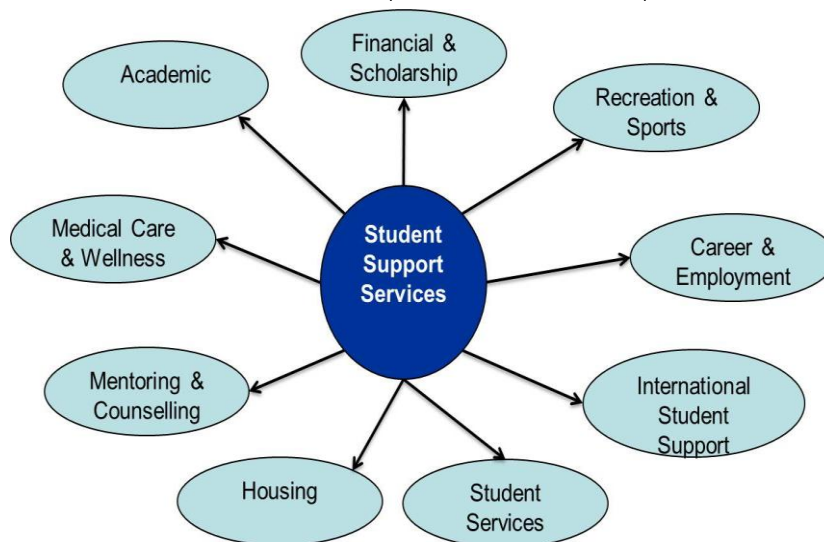 Financial &
Scholarship
Academic
Recreation &
Sports
Medical Care
& Wellness
Student
Support
Services
Career &
Employment
Mentoring &
Counselling
International
Student
Support
Housing
Student
Services